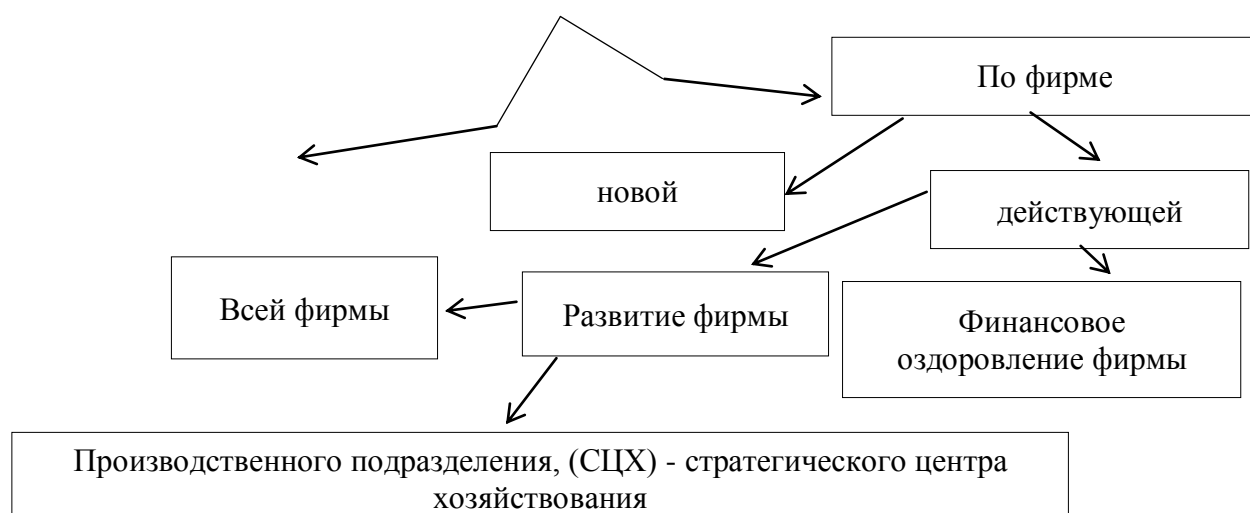 По фирме
новой
действующей
Всей фирмы
Развитие фирмы
Финансовое
оздоровление фирмы
Производственного подразделения, (СЦХ) - стратегического центра
хозяйствования